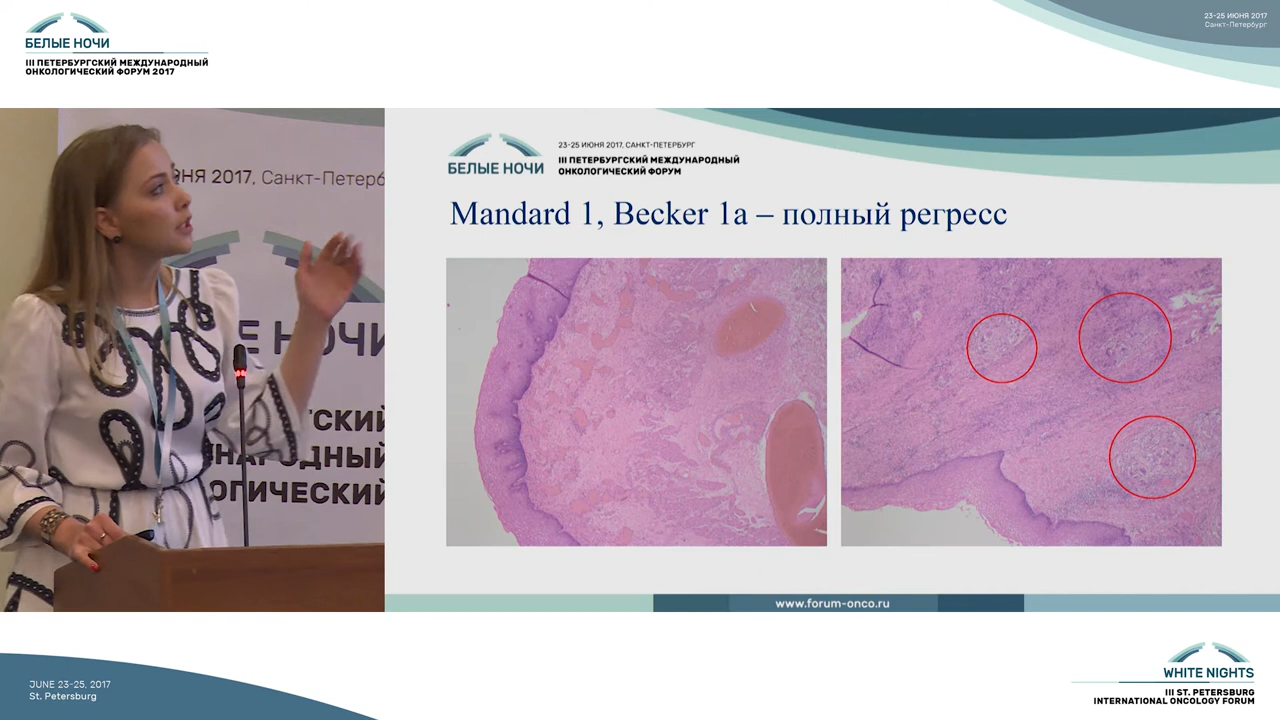 БЕЛЫЕ НОЧИ
III ПЕТЕРБУРГСКИЙ МЕЖДУНАРОДНЫЙ
ОНКОЛОГИЧЕСКИЙ ФОРУМ 2017
23-25 ИЮНЯ 2017
Санкт-Петербург
ЮНЯ 2017, Санкт-Петерб
Е НОЧИ
ГСКИЙ
НАРОДНЫЙ
ОГИЧЕСКИЙ
23-25 ИЮНЯ 2017, САНКТ-ПЕТЕРБУРГ
БЕЛЫЕ НОЧИ
III ПЕТЕРБУРГСКИЙ МЕЖДУНАРОДНЫЙ
ОНКОЛОГИЧЕСКИЙ ФОРУМ
Mandard 1, Becker 1a – полный регресс
www.forum-onco.ru
JUNE 23-25, 2017
St. Petersburg
WHITE NIGHTS
III ST. PETERSBURG
INTERNATIONAL ONCOLOGY FORUM